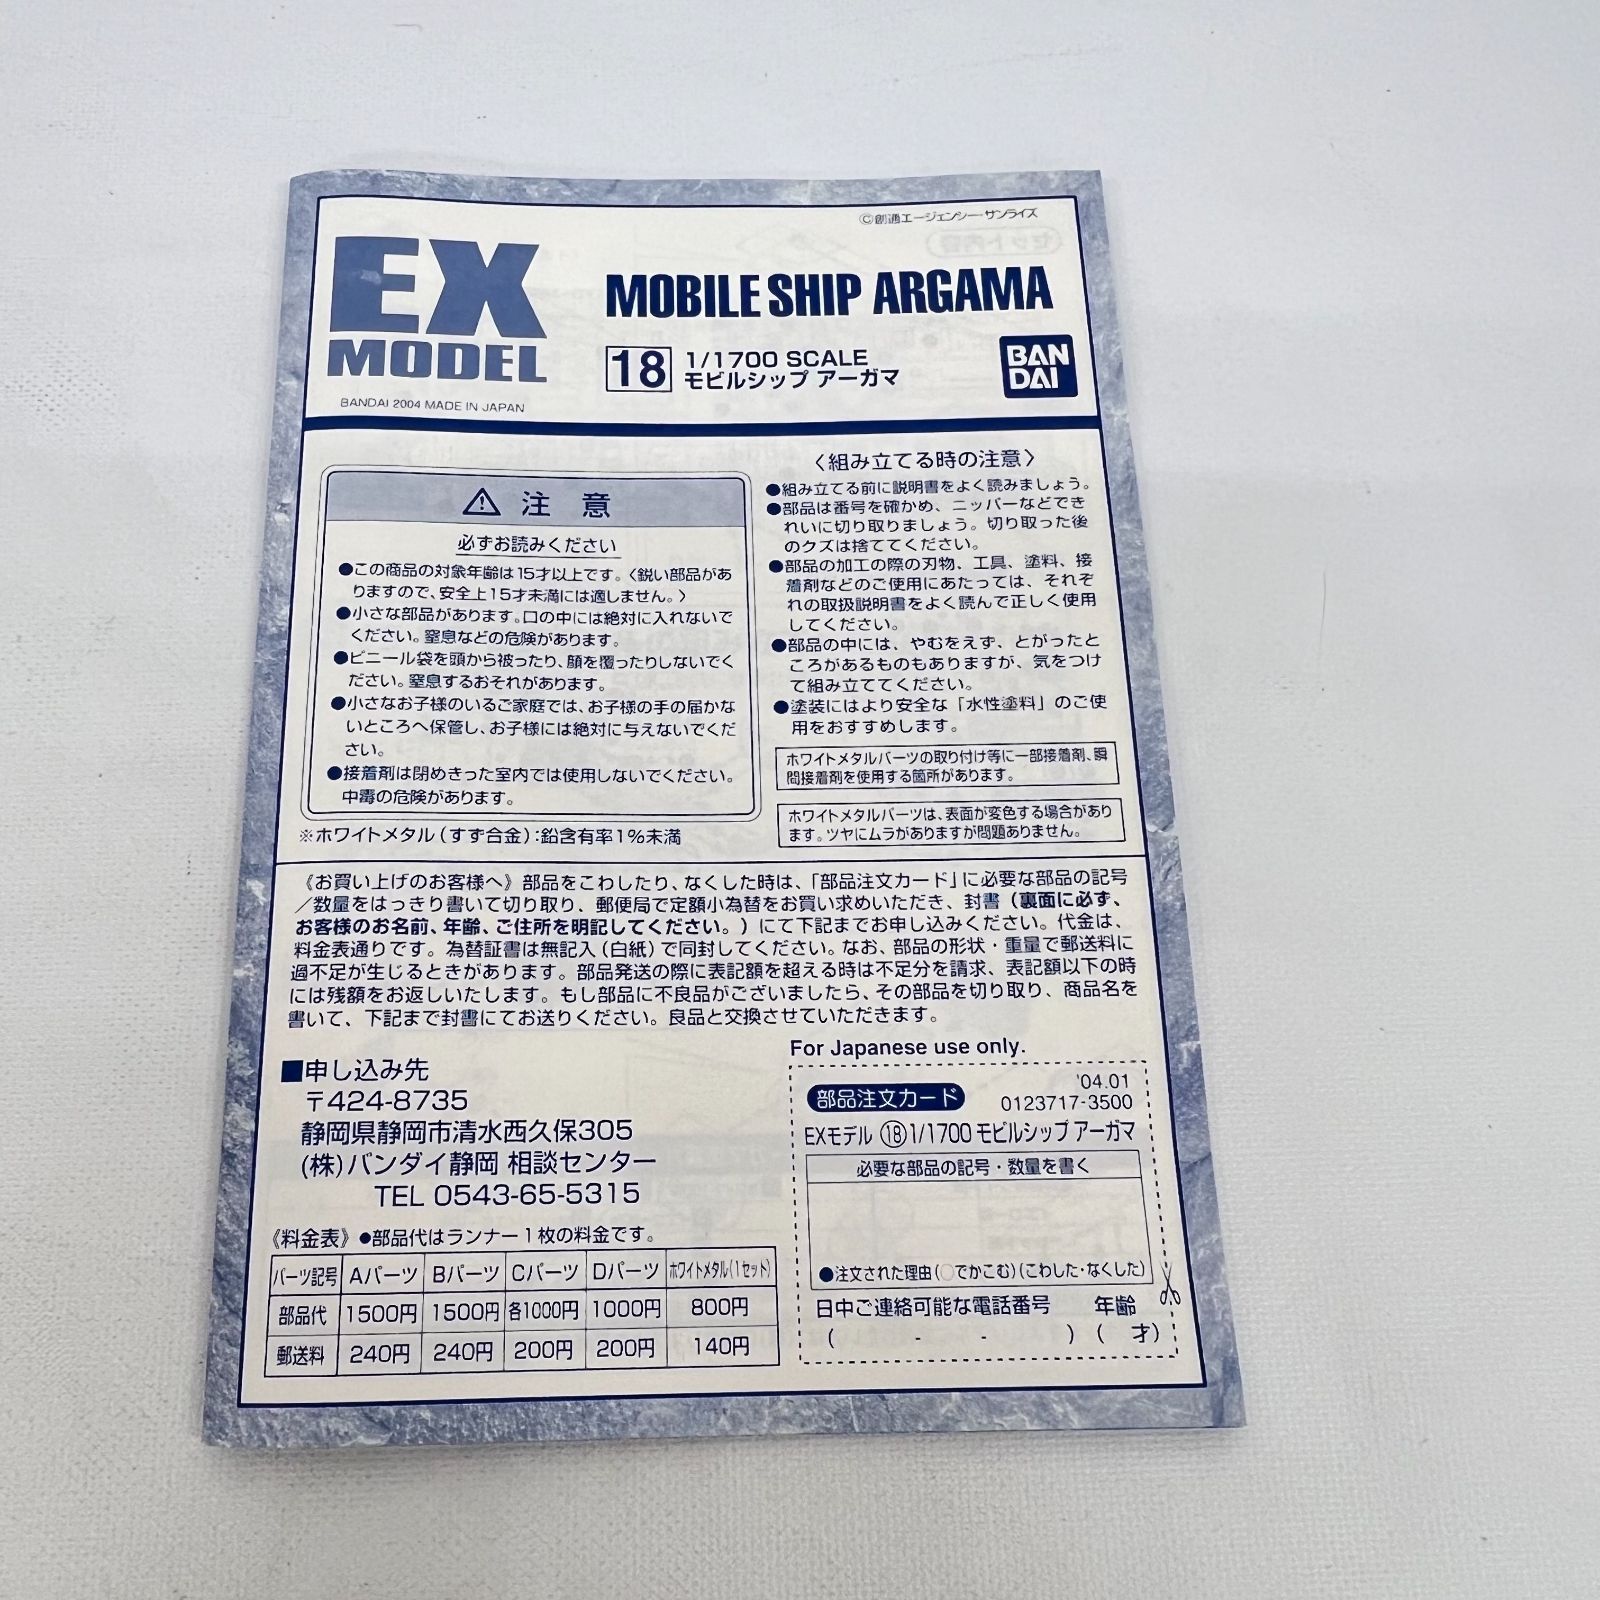 ©創通エージェンシー・サンライズ
EX
MODEL
MOBILE SHIP ARGAMA
18 1/1700 SCALE
モビルシップ アーガマ
BAN
DAI
BANDAI 2004 MADE IN JAPAN
⚠ 注 意
必ずお読みください
●この商品の対象年齢は15才以上です。〈鋭い部品があ
りますので、安全上15才未満には適しません。〉
●小さな部品があります。口の中には絶対に入れないで
ください。窒息などの危険があります。
●ビニール袋を頭から被ったり、顔を覆ったりしないでく
ださい。窒息するおそれがあります。
●小さなお子様のいるご家庭では、お子様の手の届かな
いところへ保管し、お子様には絶対に与えないでくだ
さい。
●接着剤は閉めきった室内では使用しないでください。
中毒の危険があります。
※ホワイトメタル(すず合金):鉛含有率1%未満
〈組み立てる時の注意〉
●組み立てる前に説明書をよく読みましょう。
●部品は番号を確かめ、ニッパーなどでき
れいに切り取りましょう。切り取った後
のクズは捨ててください。
●部品の加工の際の刃物、工具、塗料、接
着剤などのご使用にあたっては、それぞ
れの取扱説明書をよく読んで正しく使用
してください。
●部品の中には、やむをえず、とがったと
ころがあるものもありますが、気をつけ
て組み立ててください。
●塗装にはより安全な「水性塗料」のご使
用をおすすめします。
ホワイトメタルパーツの取り付け等に一部接着剤、瞬
間接着剤を使用する箇所があります。
ホワイトメタルパーツは、表面が変色する場合があり
ます。ツヤにムラがありますが問題ありません。
《お買い上げのお客様へ》部品をこわしたり、なくした時は、「部品注文カード」に必要な部品の記号
/数量をはっきり書いて切り取り、郵便局で定額小為替をお買い求めいただき、封書(裏面に必ず、
お客様のお名前、年齢、ご住所を明記してください。)にて下記までお申し込みください。代金は、
料金表通りです。為替証書は無記入(白紙)で同封してください。なお、部品の形状・重量で郵送料に
過不足が生じるときがあります。部品発送の際に表記額を超える時は不足分を請求、表記額以下の時
には残額をお返しいたします。もし部品に不良品がございましたら、その部品を切り取り、商品名を
書いて、下記まで封書にてお送りください。良品と交換させていただきます。
■申し込み先
〒424-8735
静岡県静岡市清水西久保305
(株)バンダイ静岡 相談センター
TEL 0543-65-5315
《料金表》●部品代はランナー1枚の料金です。
パーツ記号 Aパーツ Bパーツ Cパーツ Dパーツ ホワイトメタル(1セット)
部品代 1500円 1500円 各1000円 1000円 800円
郵送料 240円 240円 200円 200円 140円
For Japanese use only.
部品注文カード
'04.01
0123717-3500
EXモデル ⑱1/1700 モビルシップ アーガマ
必要な部品の記号・数量を書く
●注文された理由(○でかこむ)(こわした・なくした)
日中ご連絡可能な電話番号 年齢
( - - ) ( 才)